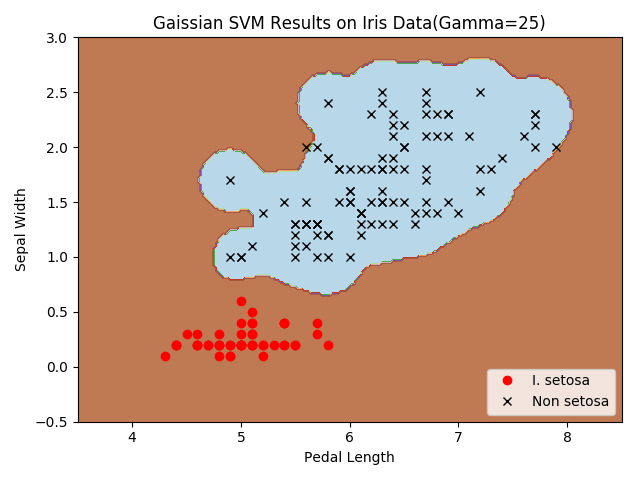 Gaissian SVM Results on Iris Data(Gamma=25)
3.0
2.5
2.0
1.5
1.0
0.5
0.0
−0.5
Sepal Width
I. setosa
Non setosa
4 5 6 7 8
Pedal Length